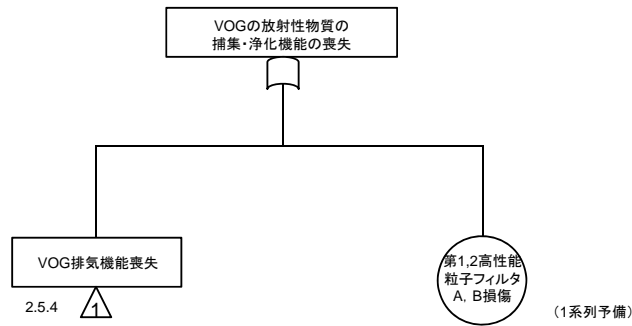 VOGの放射性物質の
捕集・浄化機能の喪失
VOG排気機能喪失
2.5.4
1
第1,2高性能
粒子フィルタ
A, B損傷
(1系列予備)